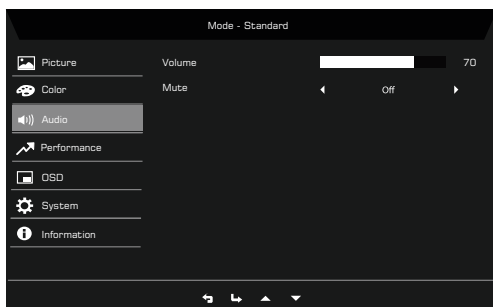 Mode - Standard
Picture
Volume 70
Color
Mute Off
Audio
Performance
OSD
System
Information